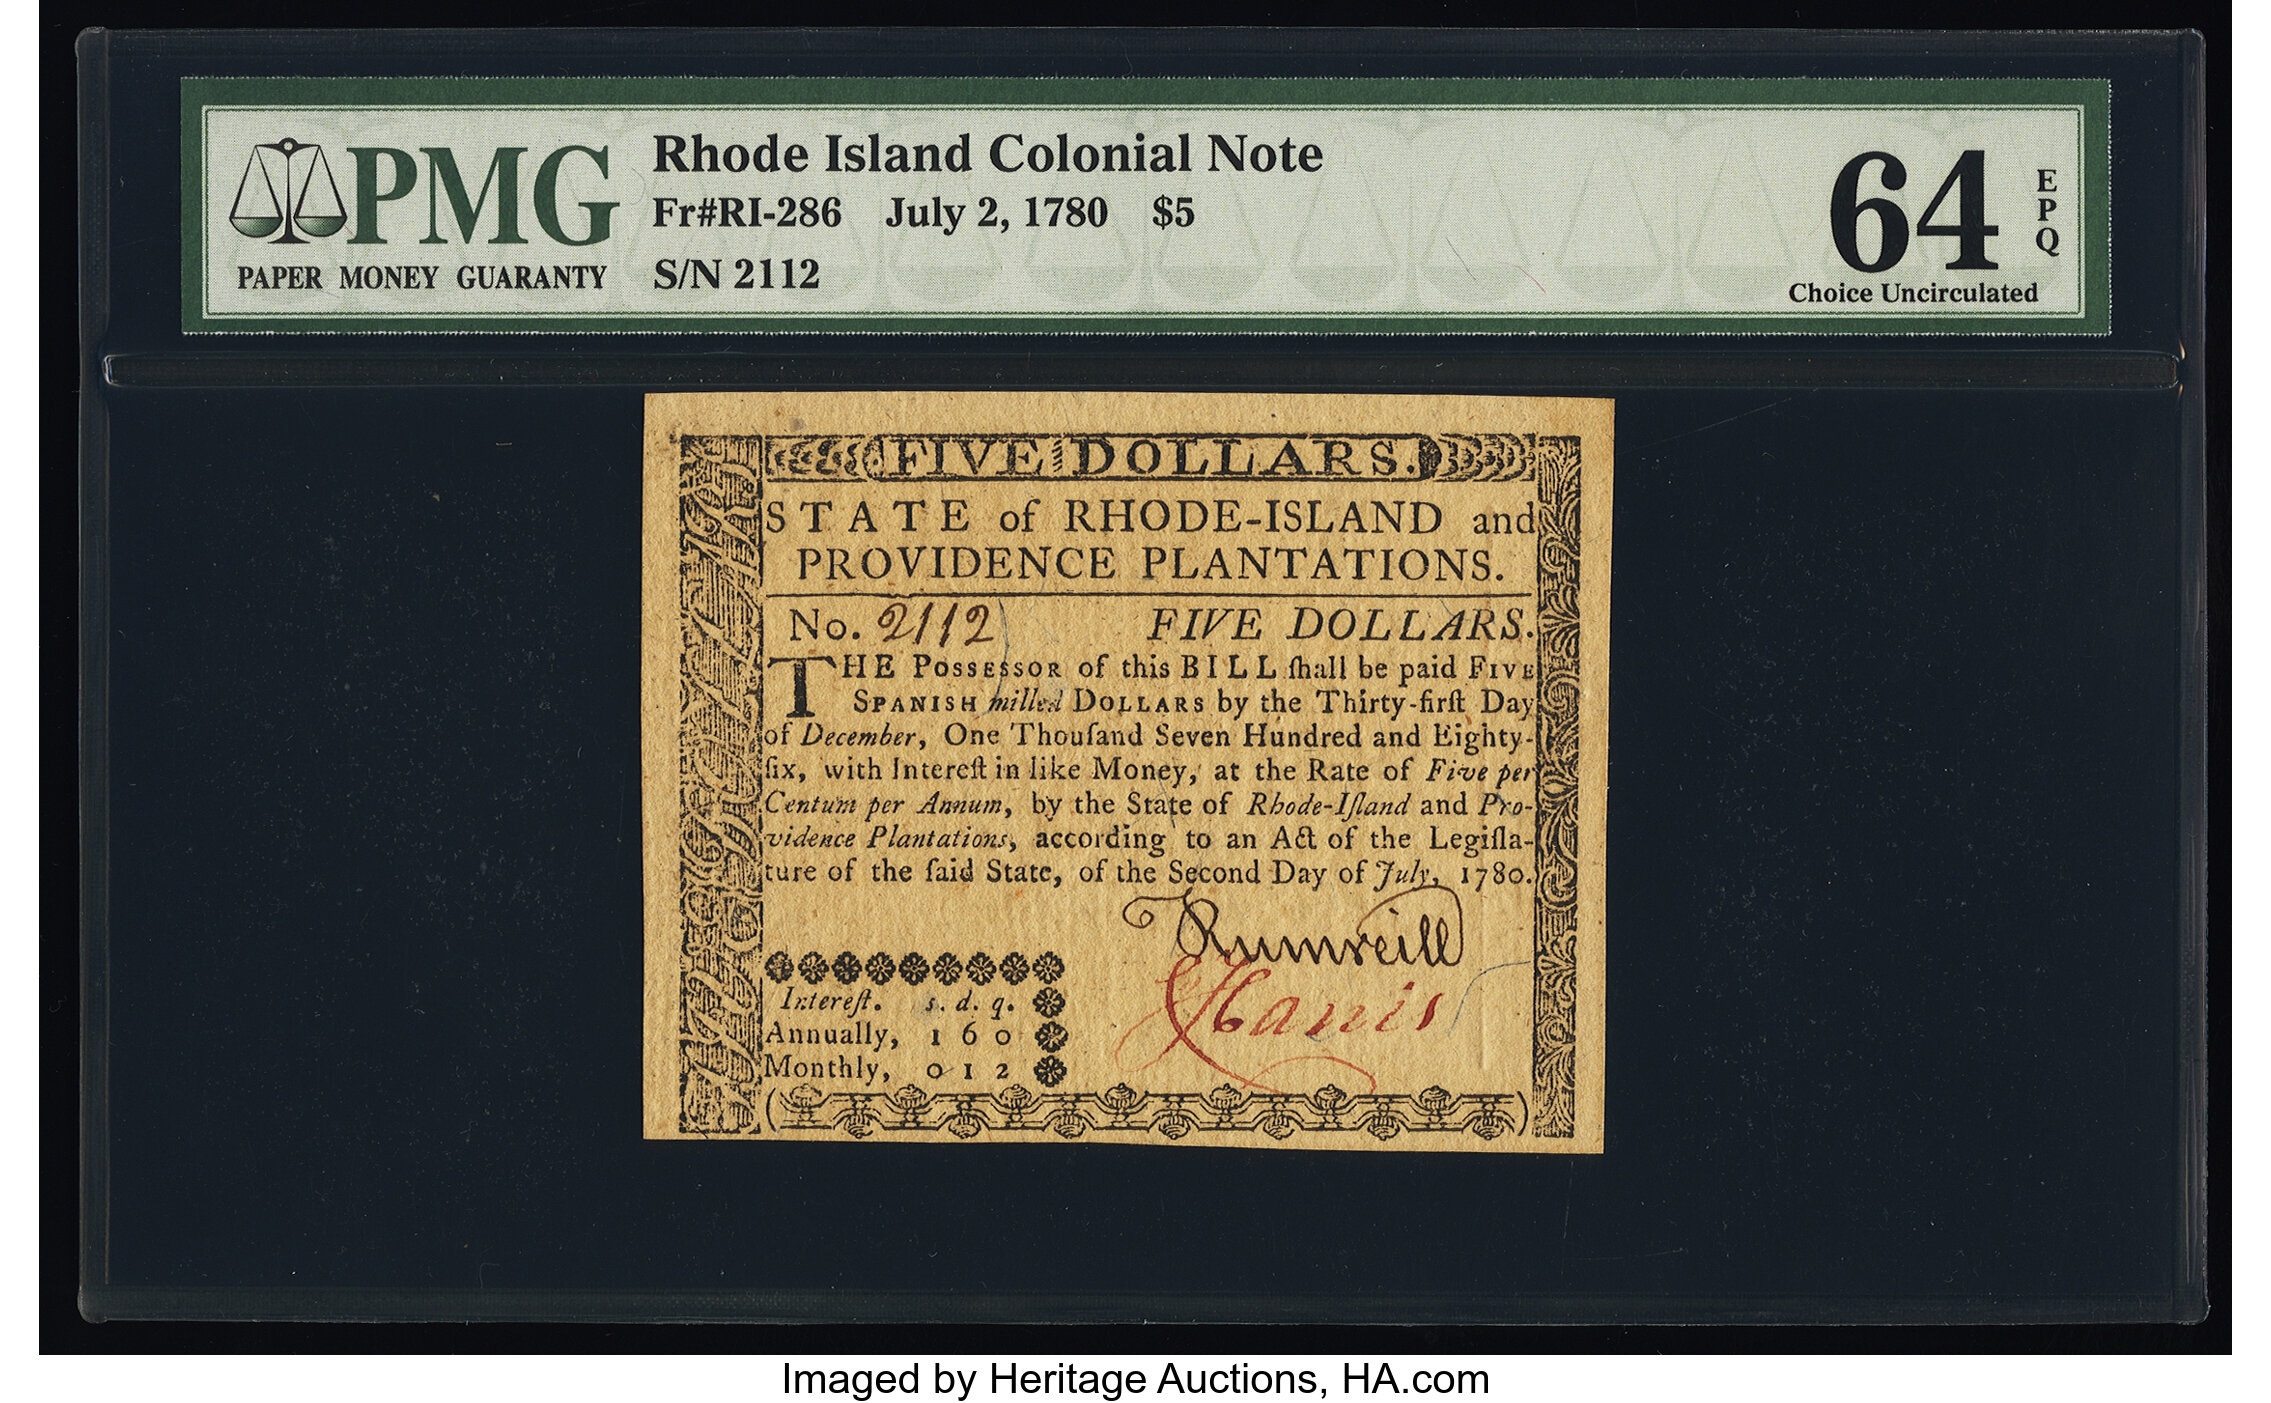 PMG
PAPER MONEY GUARANTY
Rhode Island Colonial Note
Fr#RI-286 July 2, 1780 $5
S/N 2112
64 EPQ
Choice Uncirculated
FIVE DOLLARS.
STATE of RHODE-ISLAND and
PROVIDENCE PLANTATIONS.
No. 2112 FIVE DOLLARS.
THE POSSESSOR of this BILL ſhall be paid FIVE
SPANISH milled DOLLARS by the Thirty-firſt Day
of December, One Thouſand Seven Hundred and Eighty-
ſix, with Intereſt in like Money, at the Rate of Five per
Centum per Annum, by the State of Rhode-Iſland and Pro-
vidence Plantations, according to an Act of the Legiſla-
ture of the ſaid State, of the Second Day of July, 1780.
Rumreill
Harris
Intereſt. s. d. q.
Annually, 1 6 0
Monthly, 0 1 2
Imaged by Heritage Auctions, HA.com